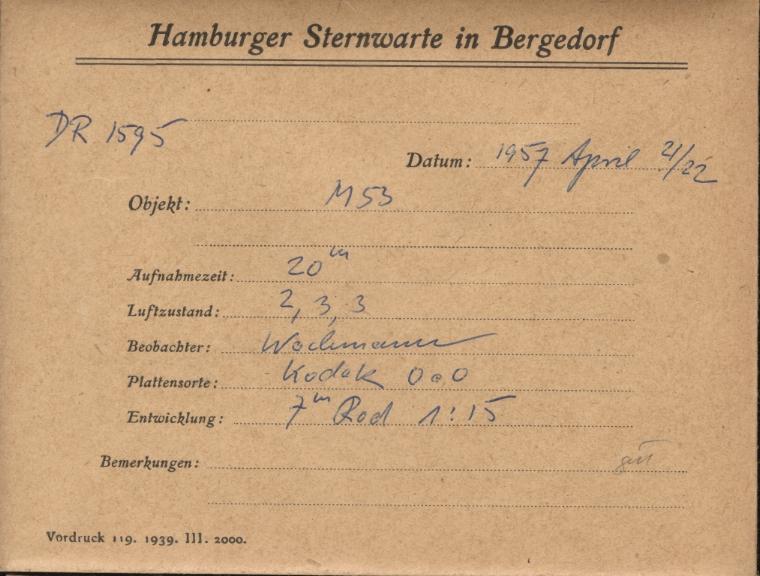 Hamburger Sternwarte in Bergedorf
DR 1595
Datum: 1957 April 21/22
Objekt: M53
Aufnahmezeit: 20ᵐ
Luftzustand: 2, 3, 3
Beobachter: Wachmann
Plattensorte: Kodak OaO
Entwicklung: 7ᵐ Rod 1:15
Bemerkungen: gut
Vordruck 119. 1939. III. 2000.